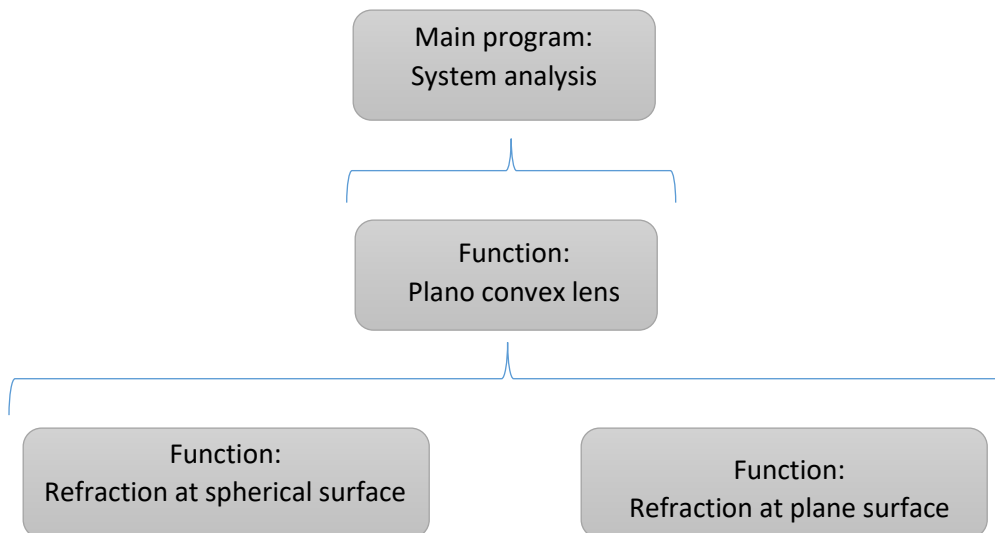 Main program:
System analysis
Function:
Plano convex lens
Function:
Refraction at spherical surface
Function:
Refraction at plane surface